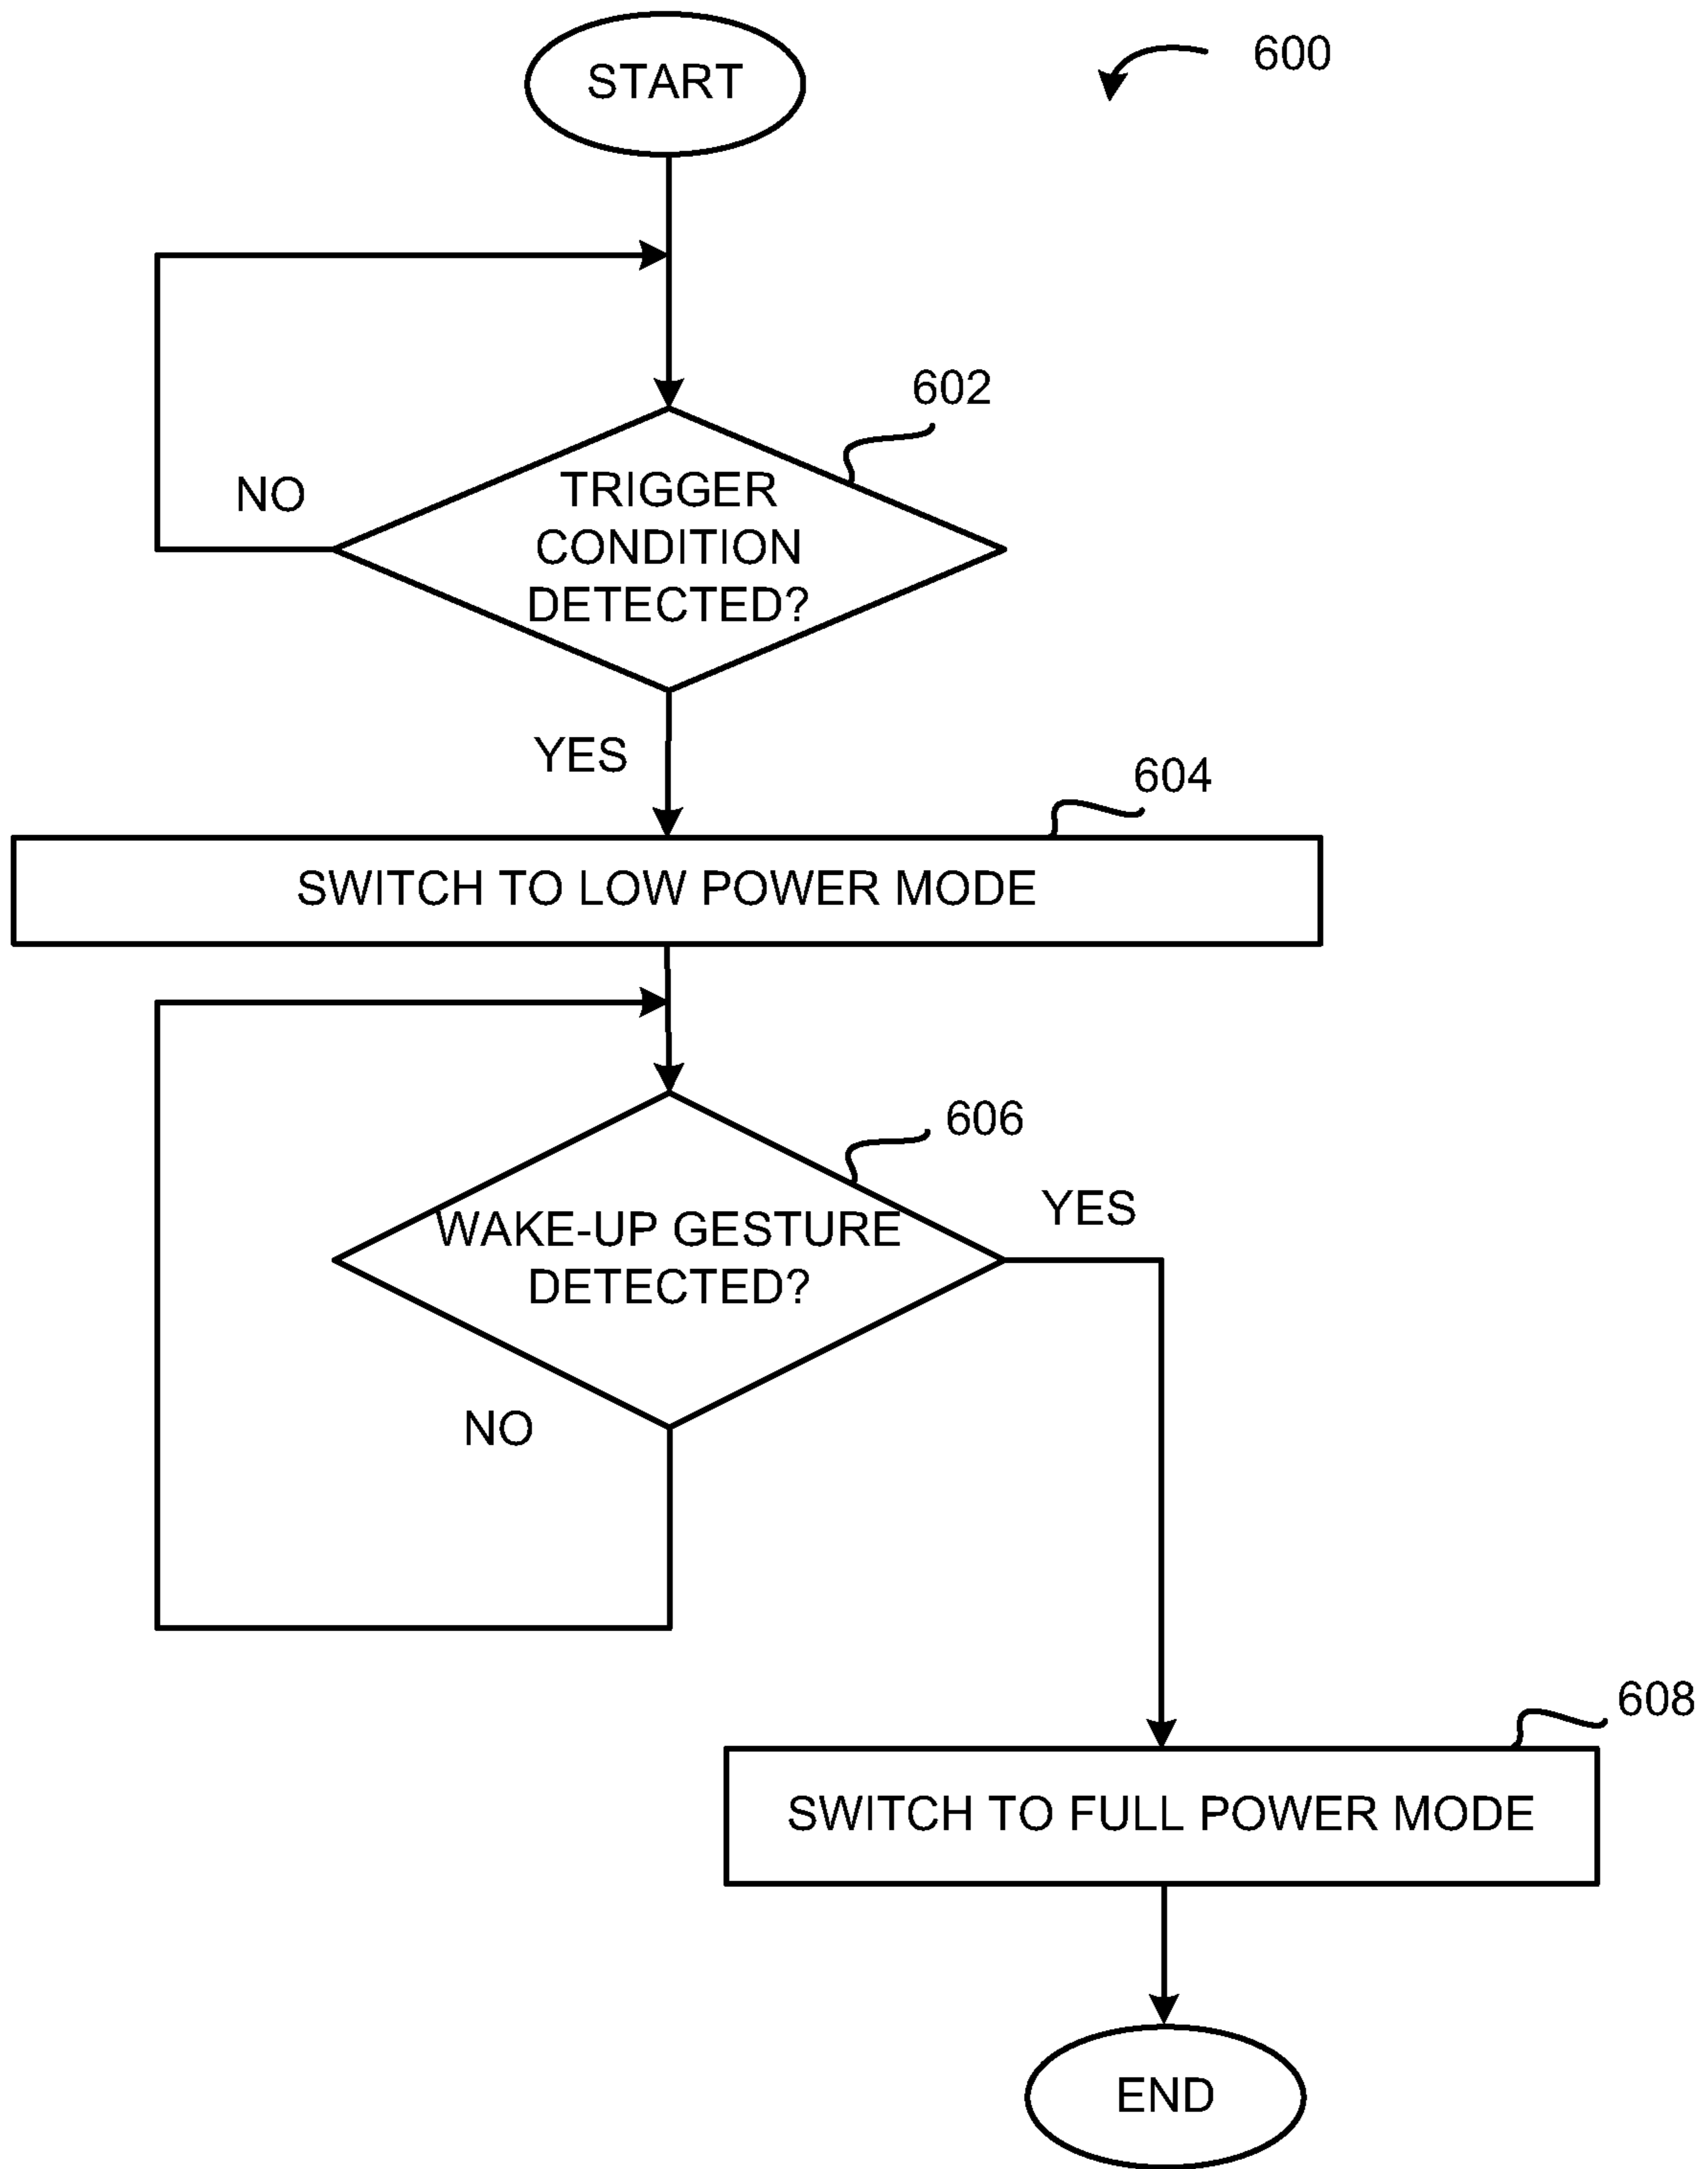 START
600
602
NO
TRIGGER
CONDITION
DETECTED?
YES
604
SWITCH TO LOW POWER MODE
606
YES
WAKE-UP GESTURE
DETECTED?
NO
608
SWITCH TO FULL POWER MODE
END